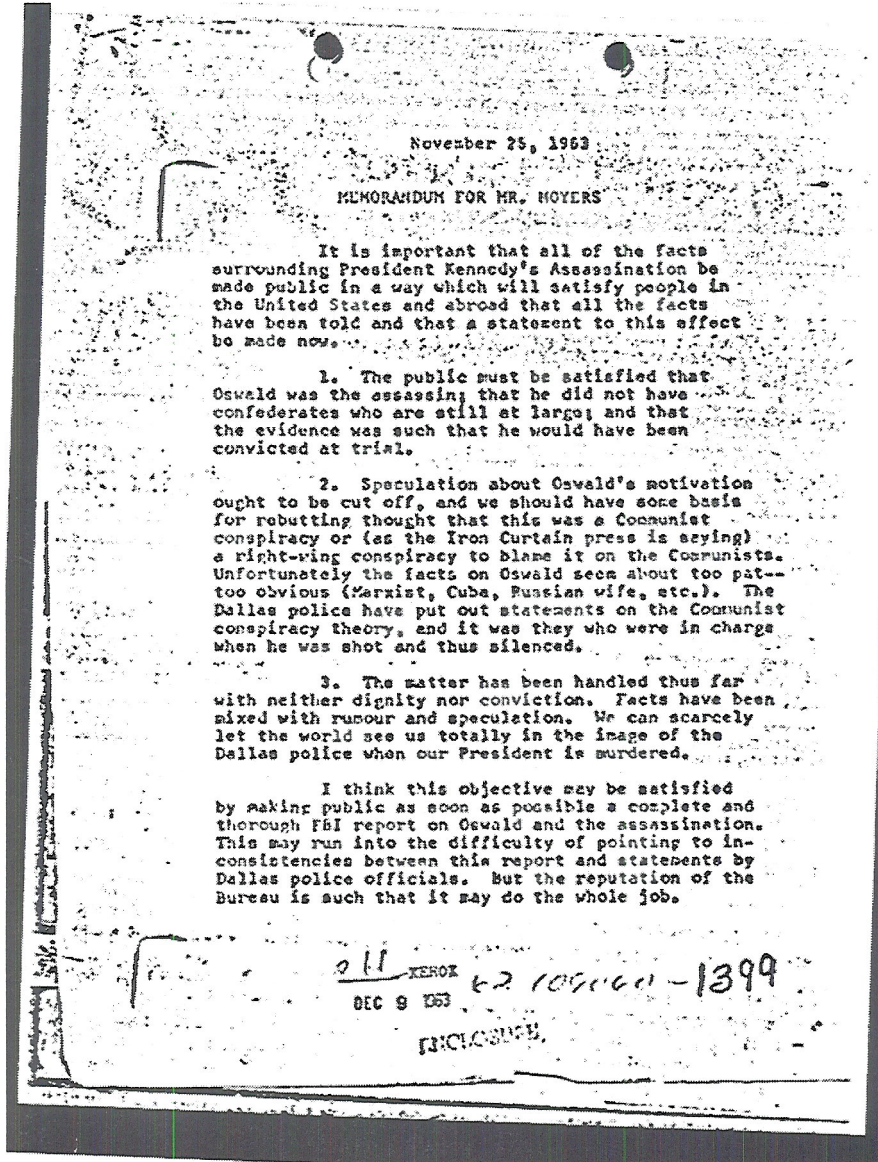 November 25, 1963
MEMORANDUM FOR MR. MOYERS
It is important that all of the facts
surrounding President Kennedy's Assassination be
made public in a way which will satisfy people in
the United States and abroad that all the facts
have been told and that a statement to this effect
be made now.
1. The public must be satisfied that
Oswald was the assassin; that he did not have
confederates who are still at large; and that
the evidence was such that he would have been
convicted at trial.
2. Speculation about Oswald's motivation
ought to be cut off, and we should have some basis
for rebutting thought that this was a Communist
conspiracy or (as the Iron Curtain press is saying)
a right-wing conspiracy to blame it on the Communists.
Unfortunately the facts on Oswald seem about too pat--
too obvious (Marxist, Cuba, Russian wife, etc.). The
Dallas police have put out statements on the Communist
conspiracy theory, and it was they who were in charge
when he was shot and thus silenced.
3. The matter has been handled thus far
with neither dignity nor conviction. Facts have been
mixed with rumour and speculation. We can scarcely
let the world see us totally in the image of the
Dallas police when our President is murdered.
I think this objective may be satisfied
by making public as soon as possible a complete and
thorough FBI report on Oswald and the assassination.
This may run into the difficulty of pointing to in-
consistencies between this report and statements by
Dallas police officials. But the reputation of the
Bureau is such that it may do the whole job.
XEROX
DEC 9 1963
-1399
ENCLOSURE